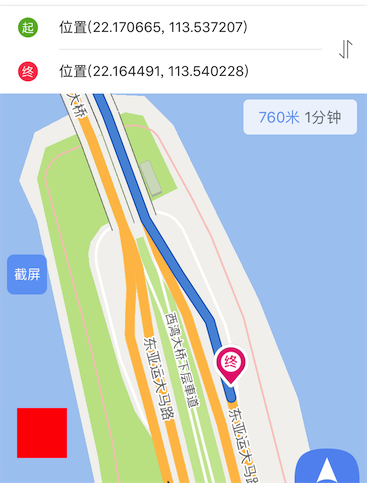 起 位置(22.170665, 113.537207)
终 位置(22.164491, 113.540228)
760米 1分钟
大桥
截屏
西湾大桥下层車道
终
东亚运大马路
东亚运大马路